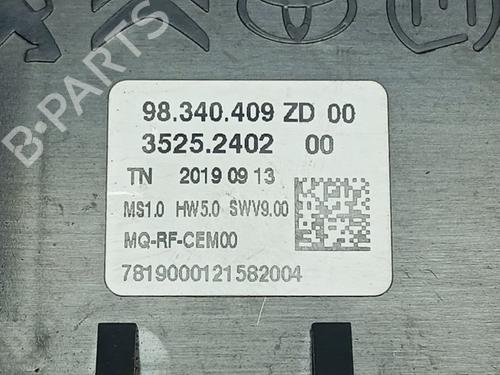 B-PARTS
98.340.409 ZD 00
3525.2402 00
TN 2019 09 13
MS1.0 HW5.0 SWV9.00
MQ-RF-CEM00
7819000121582004